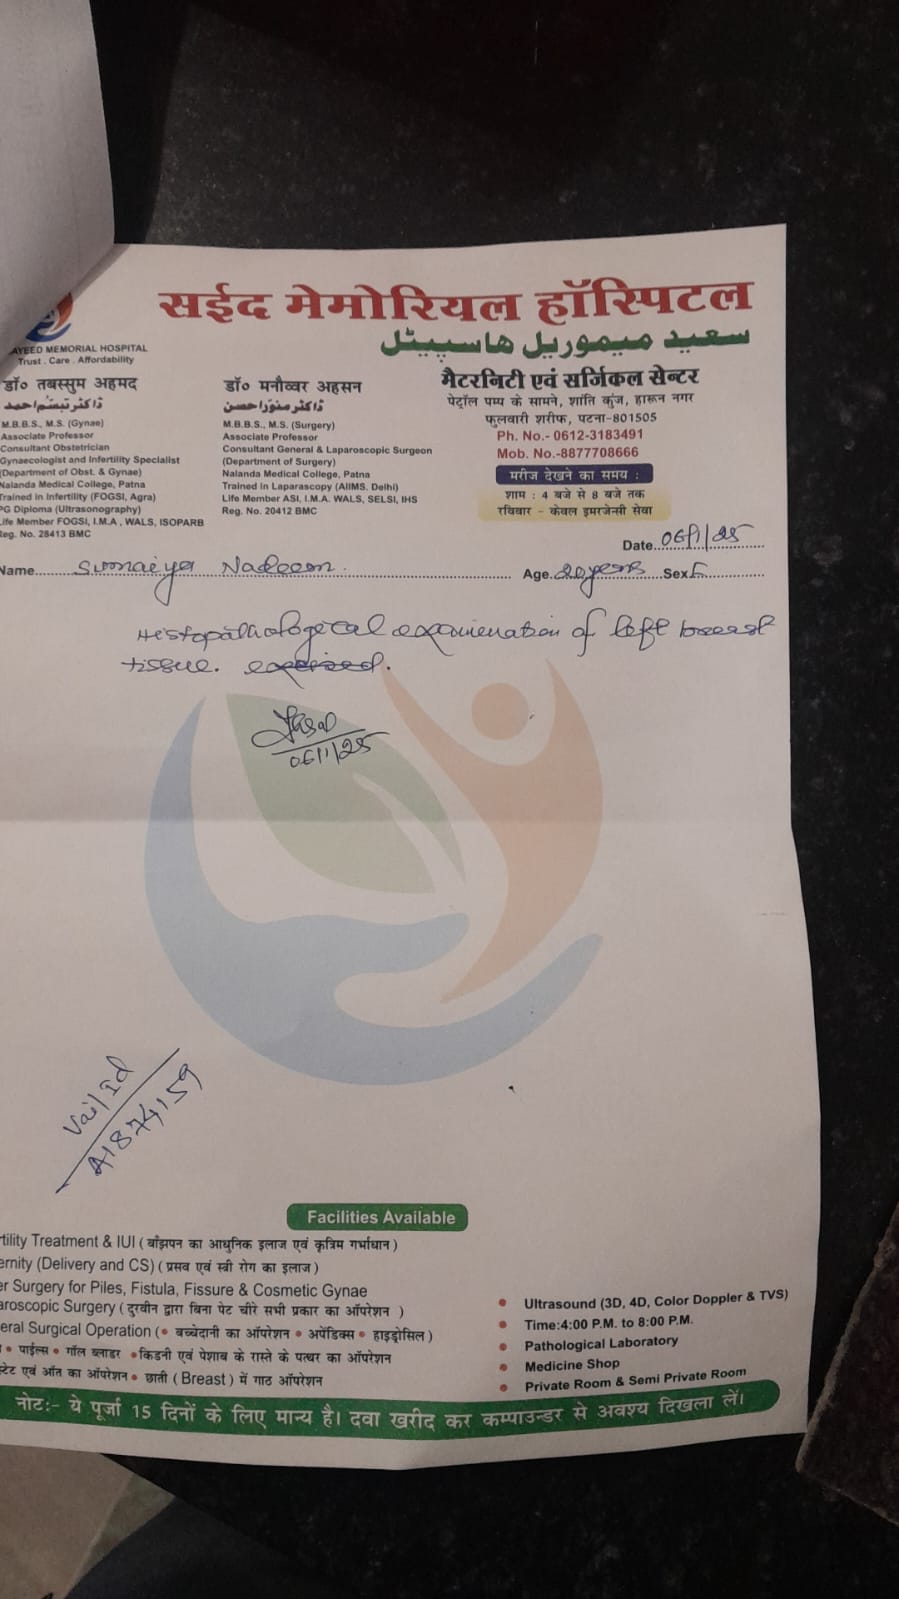 सईद मेमोरियल हॉस्पिटल
سعید میموریل ہاسپیٹل
AYEED MEMORIAL HOSPITAL
Trust . Care . Affordability
डॉ० तबस्सुम अहमद
ڈاکٹر تبسّم احمد
M.B.B.S., M.S. (Gynae)
Associate Professor
Consultant Obstetrician
Gynaecologist and Infertility Specialist
(Department of Obst. & Gynae)
Nalanda Medical College, Patna
Trained in Infertility (FOGSI, Agra)
PG Diploma (Ultrasonography)
Life Member FOGSI, I.M.A , WALS, ISOPARB
Reg. No. 28413 BMC
डॉ० मनौव्वर अहसन
ڈاکٹر منوّر احسن
M.B.B.S., M.S. (Surgery)
Associate Professor
Consultant General & Laparoscopic Surgeon
(Department of Surgery)
Nalanda Medical College, Patna
Trained in Laparascopy (AIIMS. Delhi)
Life Member ASI, I.M.A. WALS, SELSI, IHS
Reg. No. 20412 BMC
मैटरनिटी एवं सर्जिकल सेन्टर
पेट्रॉल पम्प के सामने, शांति कुंज, हारून नगर
फुलवारी शरीफ, पटना-801505
Ph. No.- 0612-3183491
Mob. No.-8877708666
मरीज देखने का समय :
शाम : 4 बजे से 8 बजे तक
रविवार - केवल इमरजेन्सी सेवा
Date 06/1/25
Name Sumaiya Nadeem. Age. 20 years Sex F
Histopathological examination of left breast
tissue. excised.
06/1/25
Vail Id
A1874159
Facilities Available
tility Treatment & IUI ( बाँझपन का आधुनिक इलाज एवं कृत्रिम गर्भाधान )
ernity (Delivery and CS) ( प्रसव एवं स्त्री रोग का इलाज )
er Surgery for Piles, Fistula, Fissure & Cosmetic Gynae
aroscopic Surgery ( दुरबीन द्वारा बिना पेट चीरे सभी प्रकार का ऑपरेशन )
eral Surgical Operation (• बच्चेदानी का ऑपरेशन • अपेंडिक्स • हाइड्रोसिल )
• पाईल्स • गॉल ब्लाडर • किडनी एवं पेशाब के रास्ते के पत्थर का ऑपरेशन
स्टेट एवं आँत का ऑपरेशन • छाती ( Breast ) में गाठ ऑपरेशन
• Ultrasound (3D, 4D, Color Doppler & TVS)
• Time:4:00 P.M. to 8:00 P.M.
• Pathological Laboratory
• Medicine Shop
• Private Room & Semi Private Room
नोटः- ये पूर्जा 15 दिनों के लिए मान्य है। दवा खरीद कर कम्पाउन्डर से अवश्य दिखला लें।